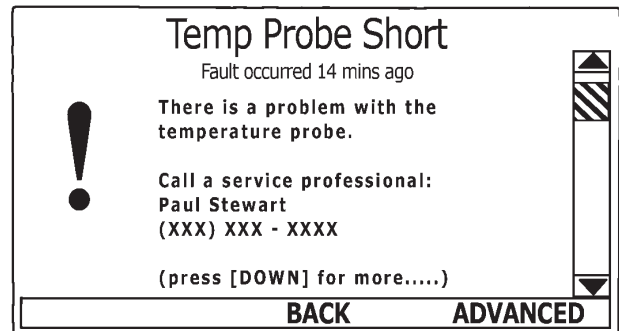 Temp Probe Short
Fault occurred 14 mins ago
There is a problem with the
temperature probe.
Call a service professional:
Paul Stewart
(XXX) XXX - XXXX
(press [DOWN] for more.....)
BACK ADVANCED